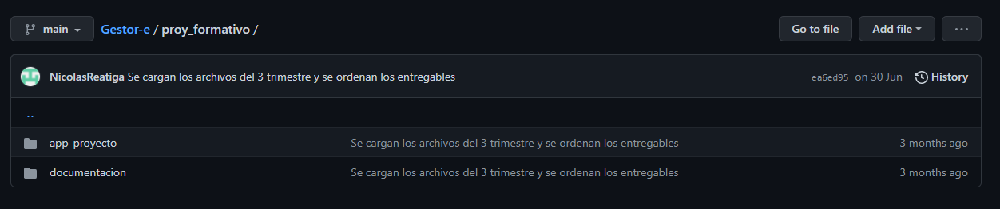 main Gestor-e / proy_formativo / Go to file Add file ...
NicolasReatiga Se cargan los archivos del 3 trimestre y se ordenan los entregables ea6ed95 on 30 Jun History
..
app_proyecto Se cargan los archivos del 3 trimestre y se ordenan los entregables 3 months ago
documentacion Se cargan los archivos del 3 trimestre y se ordenan los entregables 3 months ago